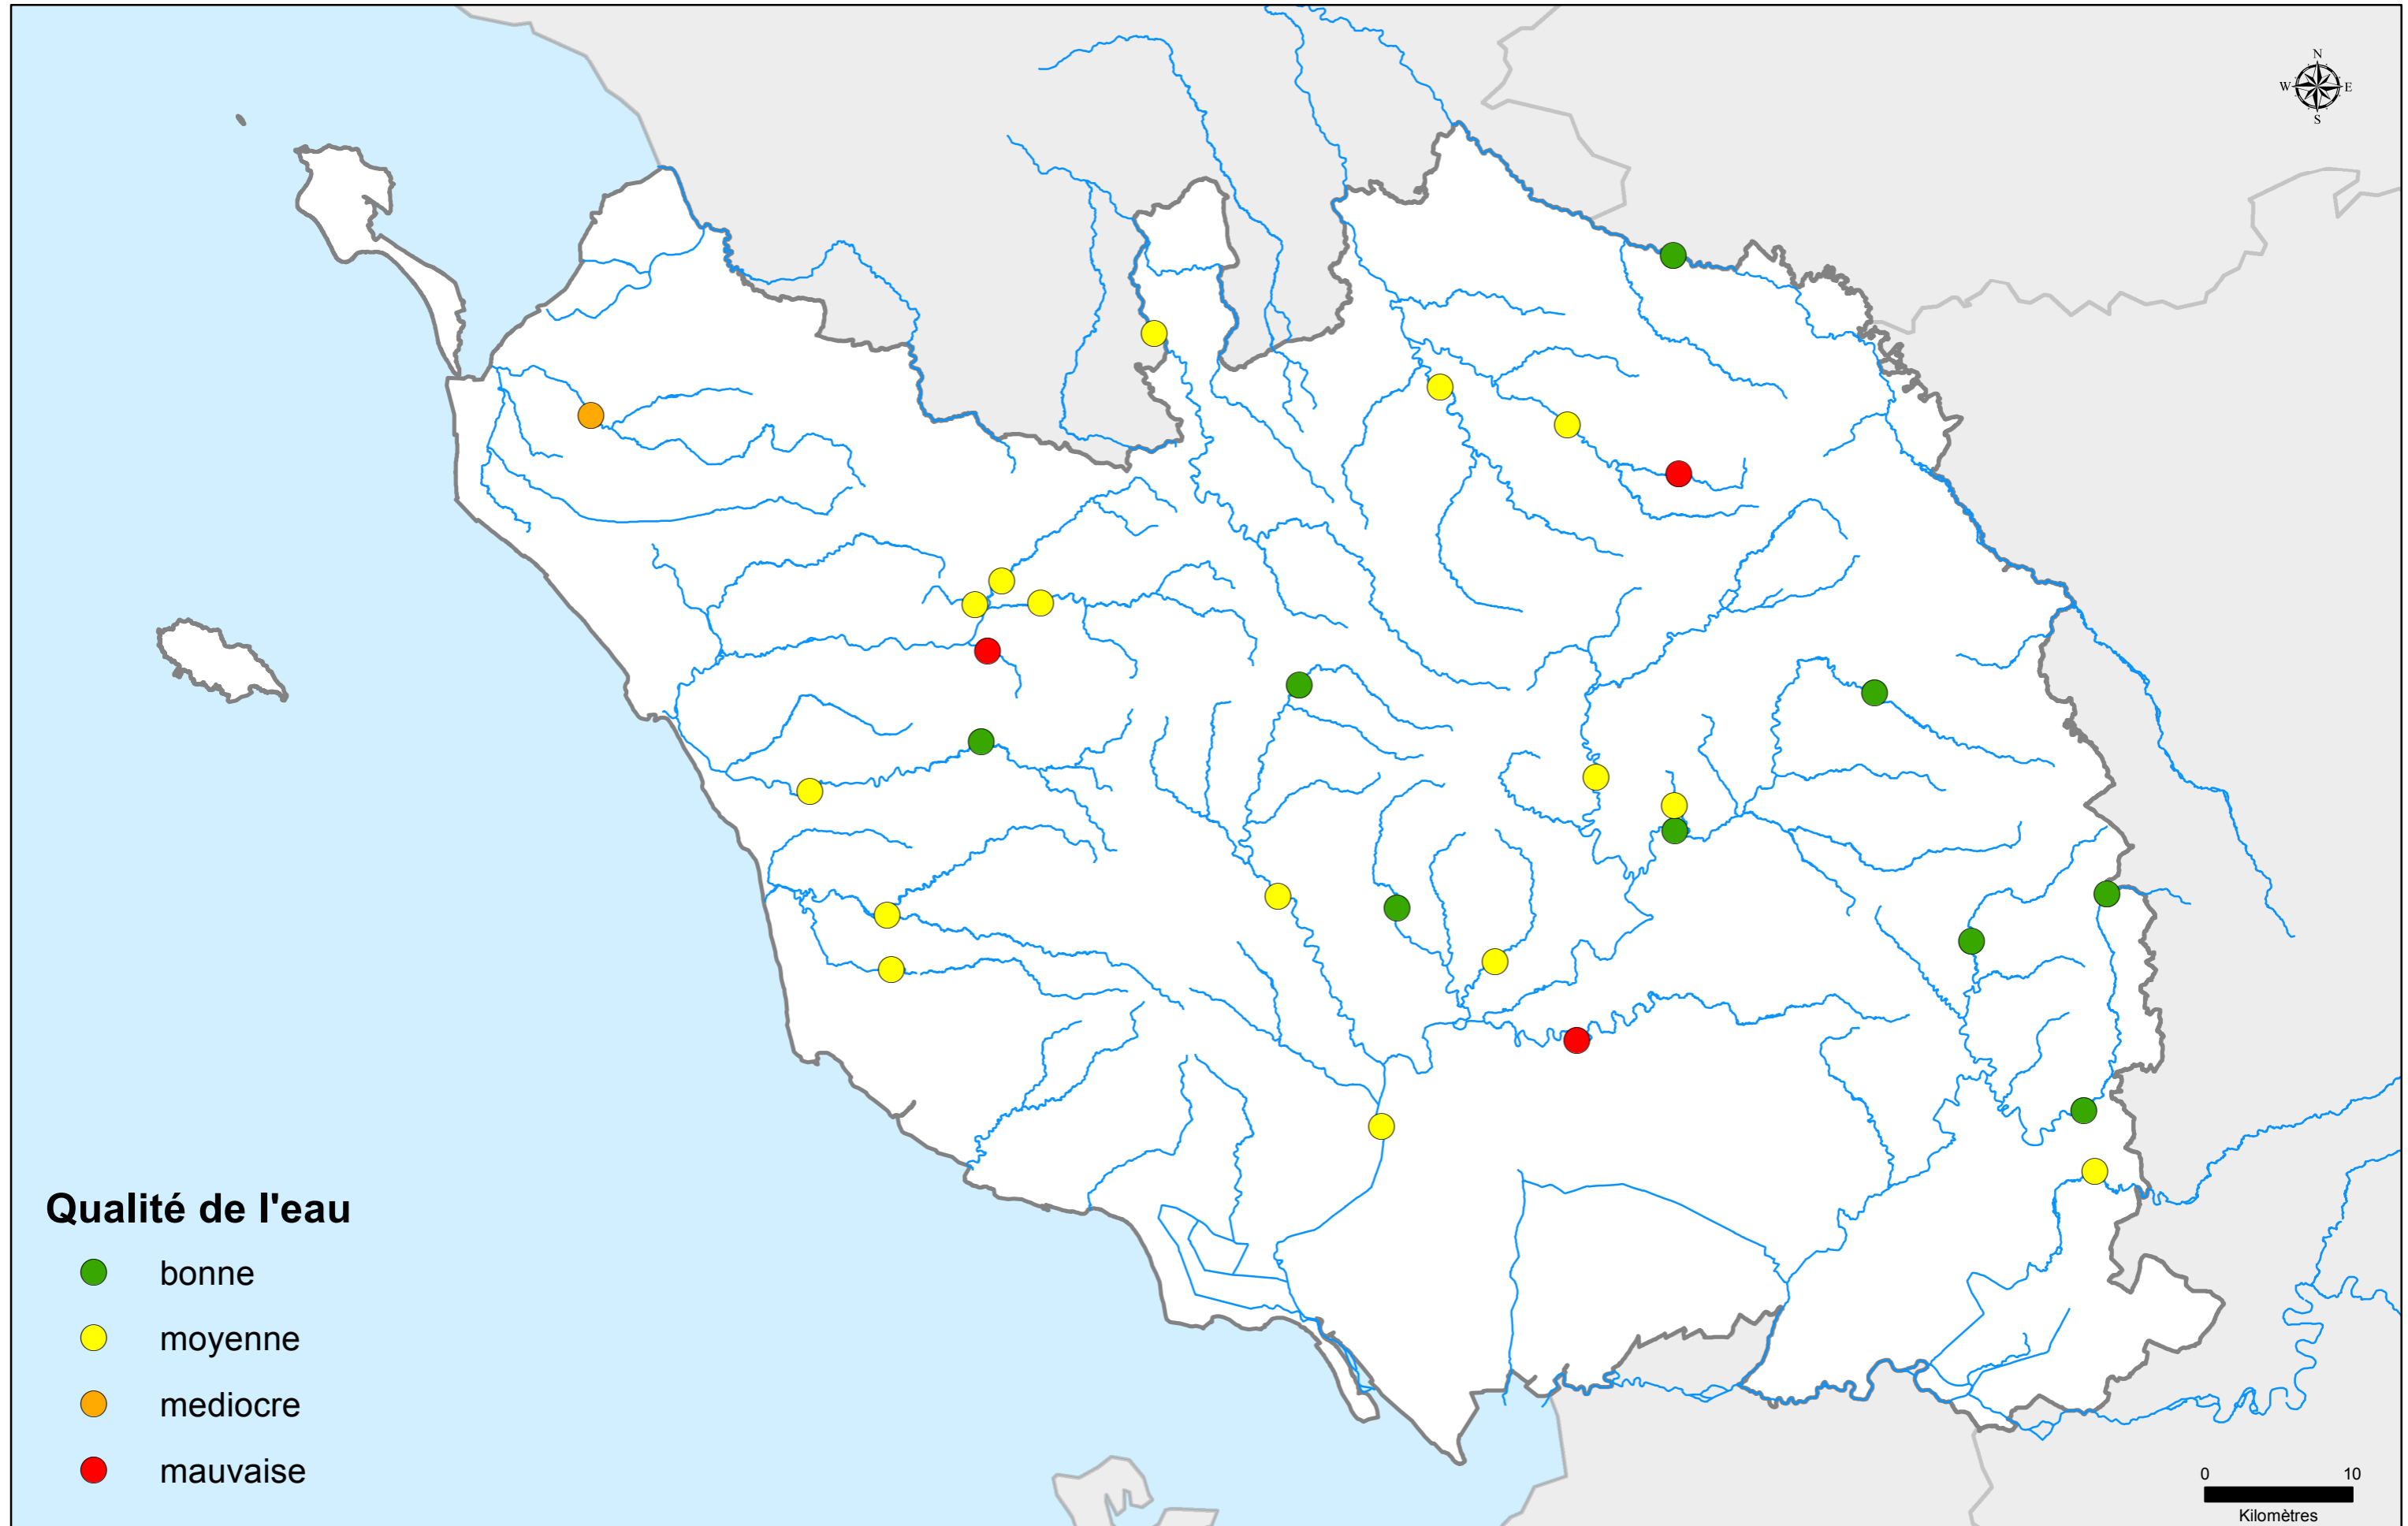 N
W E
S
Qualité de l'eau
bonne
moyenne
mediocre
mauvaise
0 10
Kilomètres